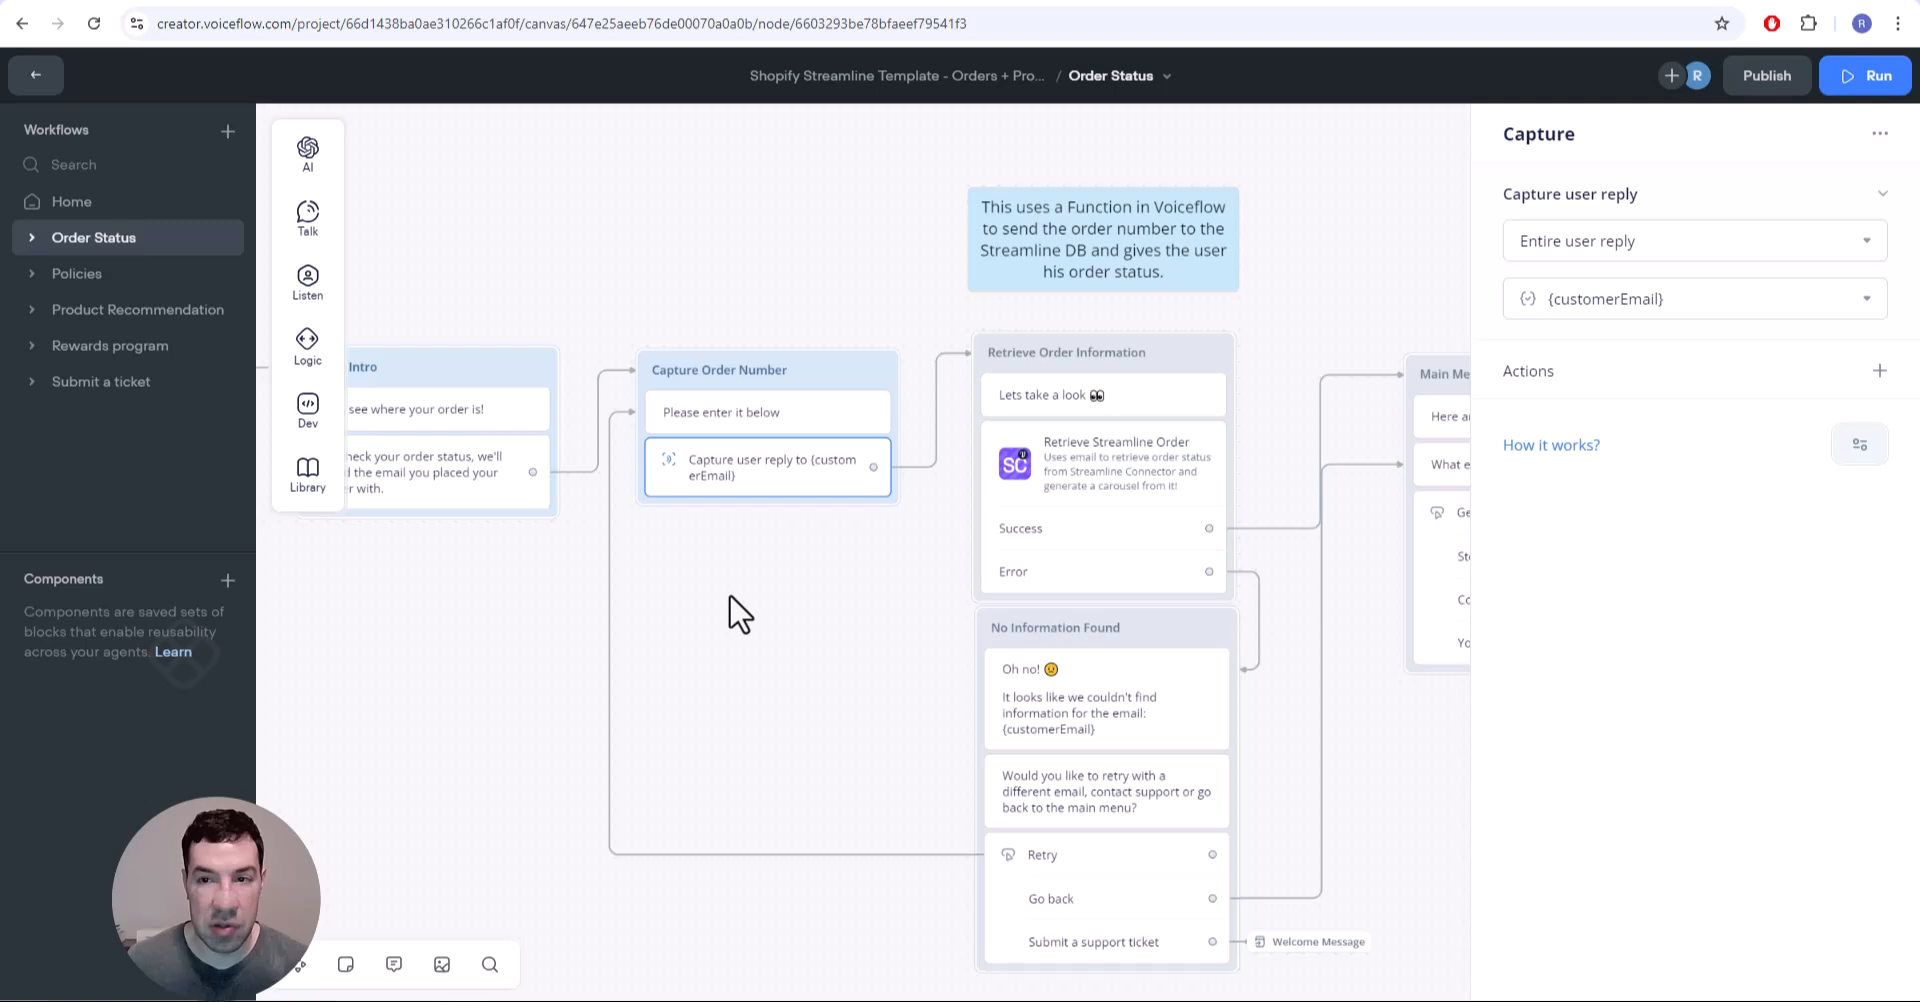 creator.voiceflow.com/project/66d1438ba0ae310266c1af0f/canvas/647e25aeeb76de00070a0a0b/node/6603293be78bfaeef79541f3
R
Shopify Streamline Template - Orders + Pro... / Order Status
R
Publish
Run
Workflows
Search
Home
Order Status
Policies
Product Recommendation
Rewards program
Submit a ticket
Components
Components are saved sets of
blocks that enable reusability
across your agents. Learn
AI
Talk
Listen
Logic
Dev
Library
Intro
see where your order is!
heck your order status, we'll
the email you placed your
r with.
Capture Order Number
Please enter it below
Capture user reply to {custom
erEmail}
This uses a Function in Voiceflow
to send the order number to the
Streamline DB and gives the user
his order status.
Retrieve Order Information
Lets take a look 👀
SC
Retrieve Streamline Order
Uses email to retrieve order status
from Streamline Connector and
generate a carousel from it!
Success
Error
No Information Found
Oh no! 😕
It looks like we couldn't find
information for the email:
{customerEmail}
Would you like to retry with a
different email, contact support or go
back to the main menu?
Retry
Go back
Submit a support ticket
Welcome Message
Main Me
Here a
What e
Ge
St
Co
Yo
Capture
Capture user reply
Entire user reply
{customerEmail}
Actions
How it works?